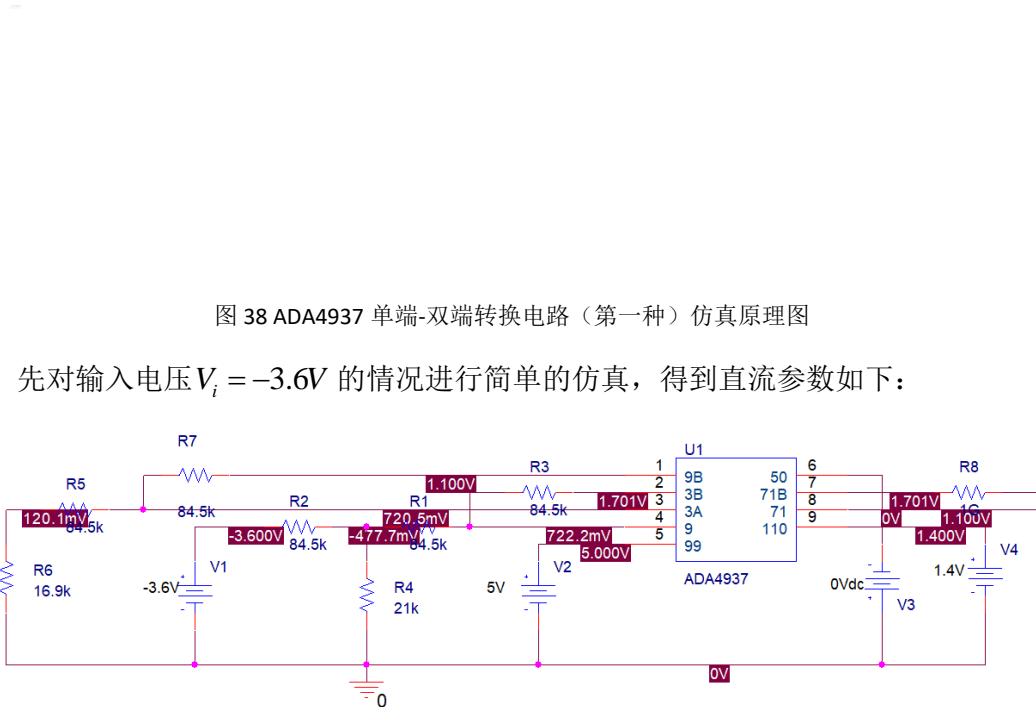 图 38 ADA4937 单端-双端转换电路（第一种）仿真原理图
先对输入电压Vi = −3.6V 的情况进行简单的仿真，得到直流参数如下：
R7
84.5k
R5
84.5k
120.1mV
R6
16.9k
R2
84.5k
-3.600V
V1
-3.6V
R1
84.5k
720.5mV
-477.7mV
R4
21k
1.100V
R3
84.5k
1.701V
722.2mV
5.000V
V2
5V
U1
1
2
3
4
5
9B
3B
3A
9
99
50
71B
71
110
6
7
8
9
ADA4937
1.701V
0V
1.100V
1.400V
R8
1G
0Vdc
V3
1.4V
V4
0V
0